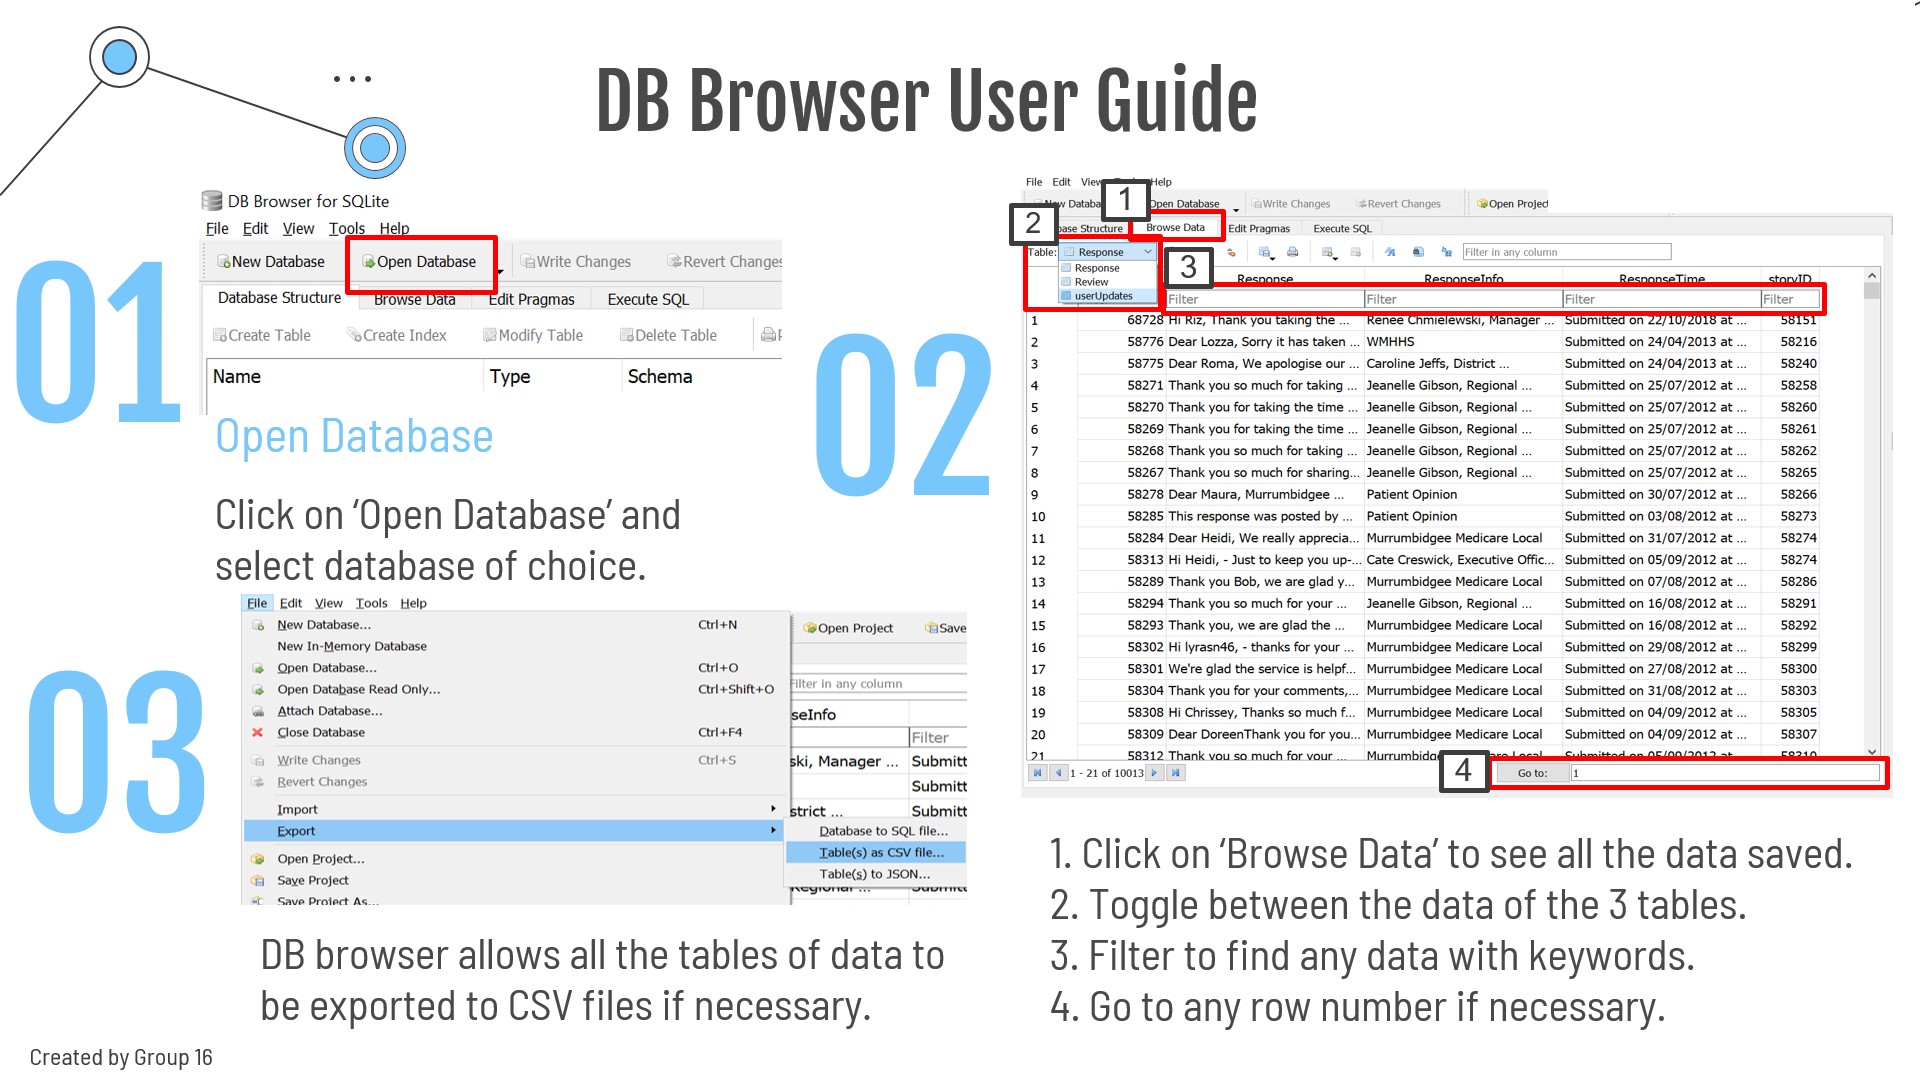 DB Browser User Guide
01
DB Browser for SQLite
File Edit View Tools Help
New Database Open Database Write Changes Revert Changes
Database Structure Browse Data Edit Pragmas Execute SQL
Create Table Create Index Modify Table Delete Table
Name Type Schema
Open Database
Click on ‘Open Database’ and
select database of choice.
02
File Edit View Help
1
New Open Database Write Changes Revert Changes Open Project
2
Structure Browse Data Edit Pragmas Execute SQL
Table: Response Filter in any column
3
Response
Review
userUpdates
Response ResponseInfo ResponseTime storyID
Filter Filter Filter Filter
1 68728 Hi Riz, Thank you taking the ... Renee Chmielewski, Manager ... Submitted on 22/10/2018 at ... 58151
2 58776 Dear Lozza, Sorry it has taken ... WMHHS Submitted on 24/04/2013 at ... 58216
3 58775 Dear Roma, We apologise our ... Caroline Jeffs, District ... Submitted on 24/04/2013 at ... 58240
4 58271 Thank you so much for taking ... Jeanelle Gibson, Regional ... Submitted on 25/07/2012 at ... 58258
5 58270 Thank you for taking the time ... Jeanelle Gibson, Regional ... Submitted on 25/07/2012 at ... 58260
6 58269 Thank you for taking the time ... Jeanelle Gibson, Regional ... Submitted on 25/07/2012 at ... 58261
7 58268 Thank you so much for taking ... Jeanelle Gibson, Regional ... Submitted on 25/07/2012 at ... 58262
8 58267 Thank you so much for sharing... Jeanelle Gibson, Regional ... Submitted on 25/07/2012 at ... 58265
9 58278 Dear Maura, Murrumbidgee ... Patient Opinion Submitted on 30/07/2012 at ... 58266
10 58285 This response was posted by ... Patient Opinion Submitted on 03/08/2012 at ... 58273
11 58284 Dear Heidi, We really apprecia... Murrumbidgee Medicare Local Submitted on 31/07/2012 at ... 58274
12 58313 Hi Heidi, - Just to keep you up-... Cate Creswick, Executive Offic... Submitted on 05/09/2012 at ... 58274
13 58289 Thank you Bob, we are glad y... Murrumbidgee Medicare Local Submitted on 07/08/2012 at ... 58286
14 58294 Thank you so much for your ... Jeanelle Gibson, Regional ... Submitted on 16/08/2012 at ... 58291
15 58293 Thank you, we are glad the ... Murrumbidgee Medicare Local Submitted on 16/08/2012 at ... 58292
16 58302 Hi lyrasn46, - thanks for your ... Murrumbidgee Medicare Local Submitted on 29/08/2012 at ... 58299
17 58301 We're glad the service is helpf... Murrumbidgee Medicare Local Submitted on 27/08/2012 at ... 58300
18 58304 Thank you for your comments,... Murrumbidgee Medicare Local Submitted on 31/08/2012 at ... 58303
19 58308 Hi Chrissey, Thanks so much f... Murrumbidgee Medicare Local Submitted on 04/09/2012 at ... 58305
20 58309 Dear DoreenThank you for you... Murrumbidgee Medicare Local Submitted on 04/09/2012 at ... 58307
21 58312 Thank you so much for your ... Submitted on 05/09/2012 at ... 58310
1 - 21 of 10013
4
Go to: 1
1. Click on ‘Browse Data’ to see all the data saved.
2. Toggle between the data of the 3 tables.
3. Filter to find any data with keywords.
4. Go to any row number if necessary.
03
File Edit View Tools Help
New Database... Ctrl+N
New In-Memory Database
Open Database... Ctrl+O
Open Database Read Only... Ctrl+Shift+O
Attach Database...
Close Database Ctrl+F4
Write Changes Ctrl+S
Revert Changes
Import
Export
Open Project...
Save Project
Save Project As...
Open Project Save
Filter in any column
seInfo
Filter
ski, Manager ... Submitt
Submitt
strict ... Submitt
Database to SQL file...
Table(s) as CSV file...
Table(s) to JSON...
DB browser allows all the tables of data to
be exported to CSV files if necessary.
Created by Group 16